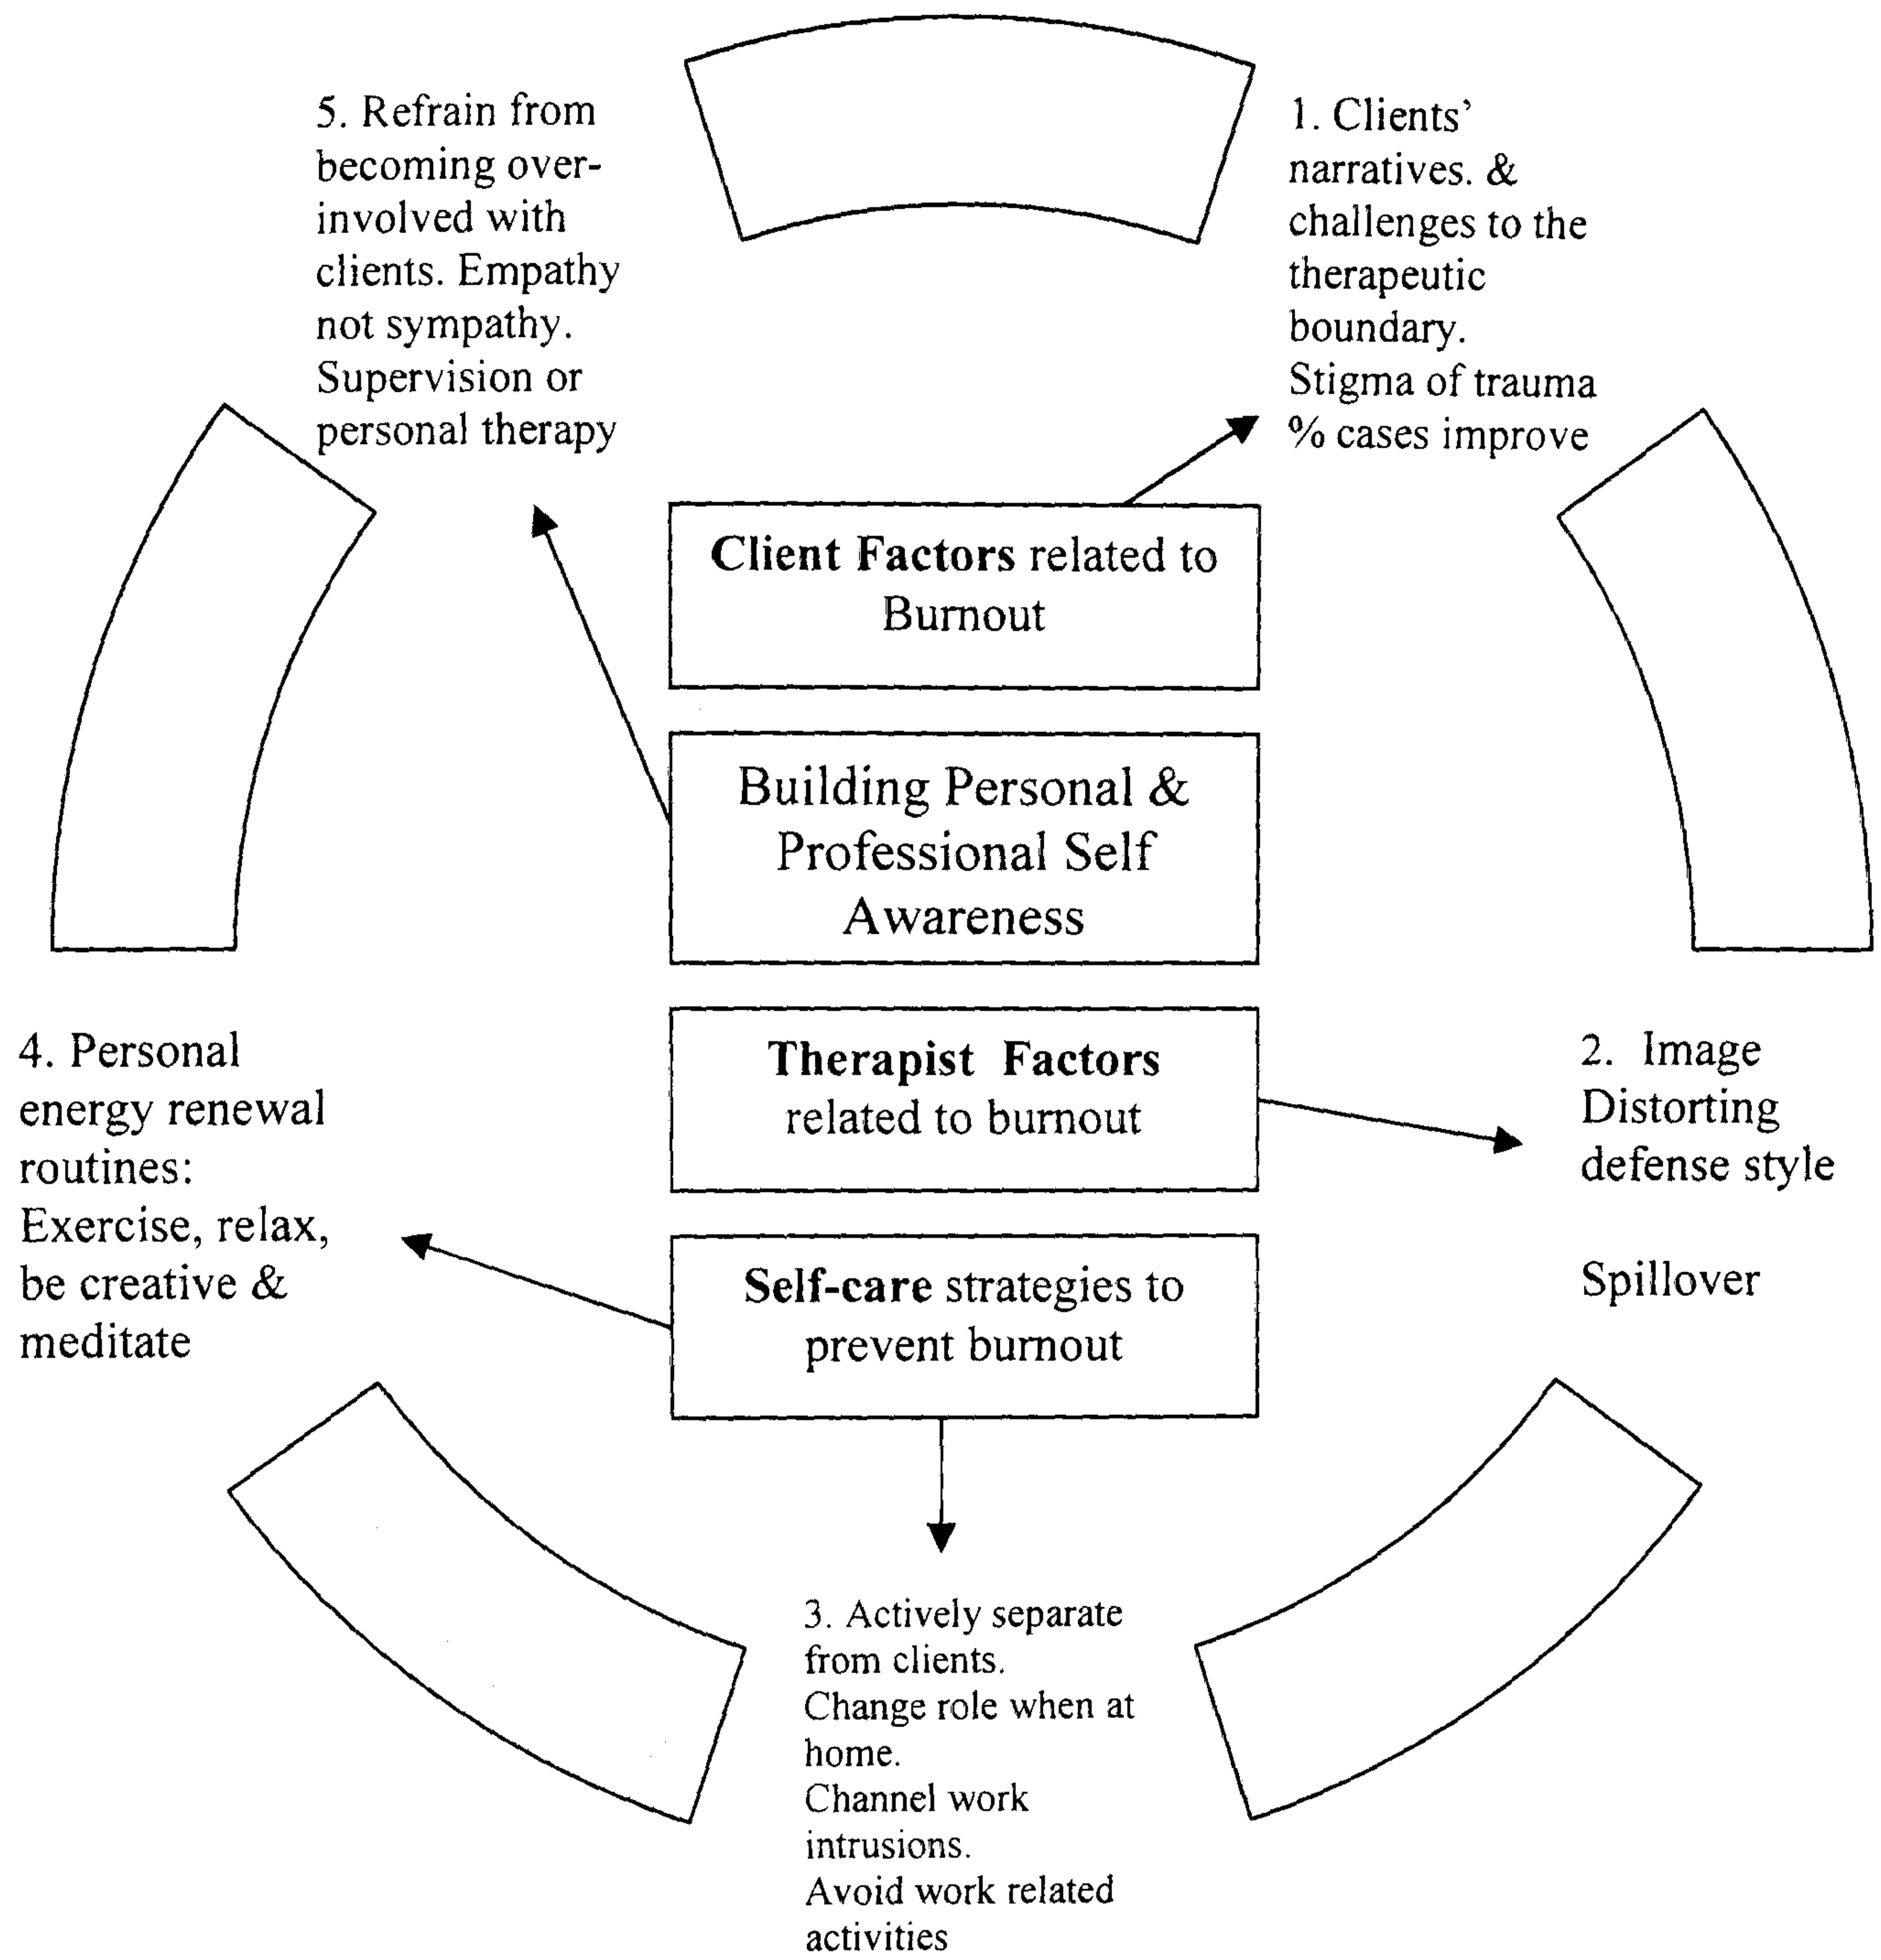 5. Refrain from
becoming over-
involved with
clients. Empathy
not sympathy.
Supervision or
personal therapy
1. Clients'
narratives. &
challenges to the
therapeutic
boundary.
Stigma of trauma
% cases improve
Client Factors related to
Burnout
Building Personal &
Professional Self
Awareness
Therapist Factors
related to burnout
Self-care strategies to
prevent burnout
2. Image
Distorting
defense style
Spillover
4. Personal
energy renewal
routines:
Exercise, relax,
be creative &
meditate
3. Actively separate
from clients.
Change role when at
home.
Channel work
intrusions.
Avoid work related
activities